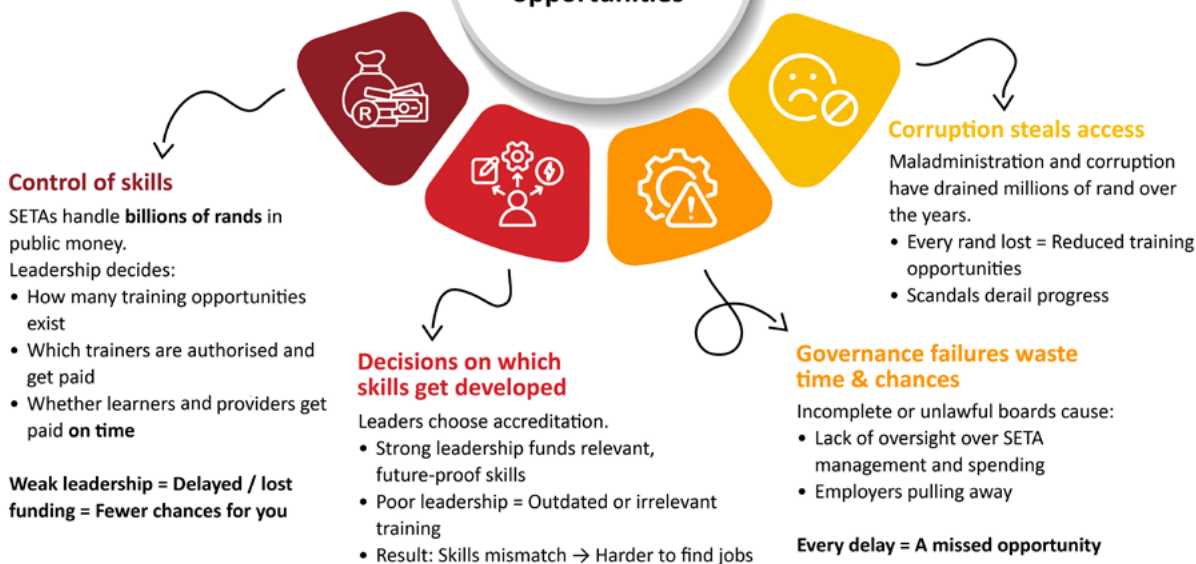 opportunities
R
Control of skills
SETAs handle billions of rands in
public money.
Leadership decides:
• How many training opportunities
exist
• Which trainers are authorised and
get paid
• Whether learners and providers get
paid on time
Weak leadership = Delayed / lost
funding = Fewer chances for you
Decisions on which
skills get developed
Leaders choose accreditation.
• Strong leadership funds relevant,
future-proof skills
• Poor leadership = Outdated or irrelevant
training
• Result: Skills mismatch → Harder to find jobs
Governance failures waste
time & chances
Incomplete or unlawful boards cause:
• Lack of oversight over SETA
management and spending
• Employers pulling away
Every delay = A missed opportunity
Corruption steals access
Maladministration and corruption
have drained millions of rand over
the years.
• Every rand lost = Reduced training
opportunities
• Scandals derail progress